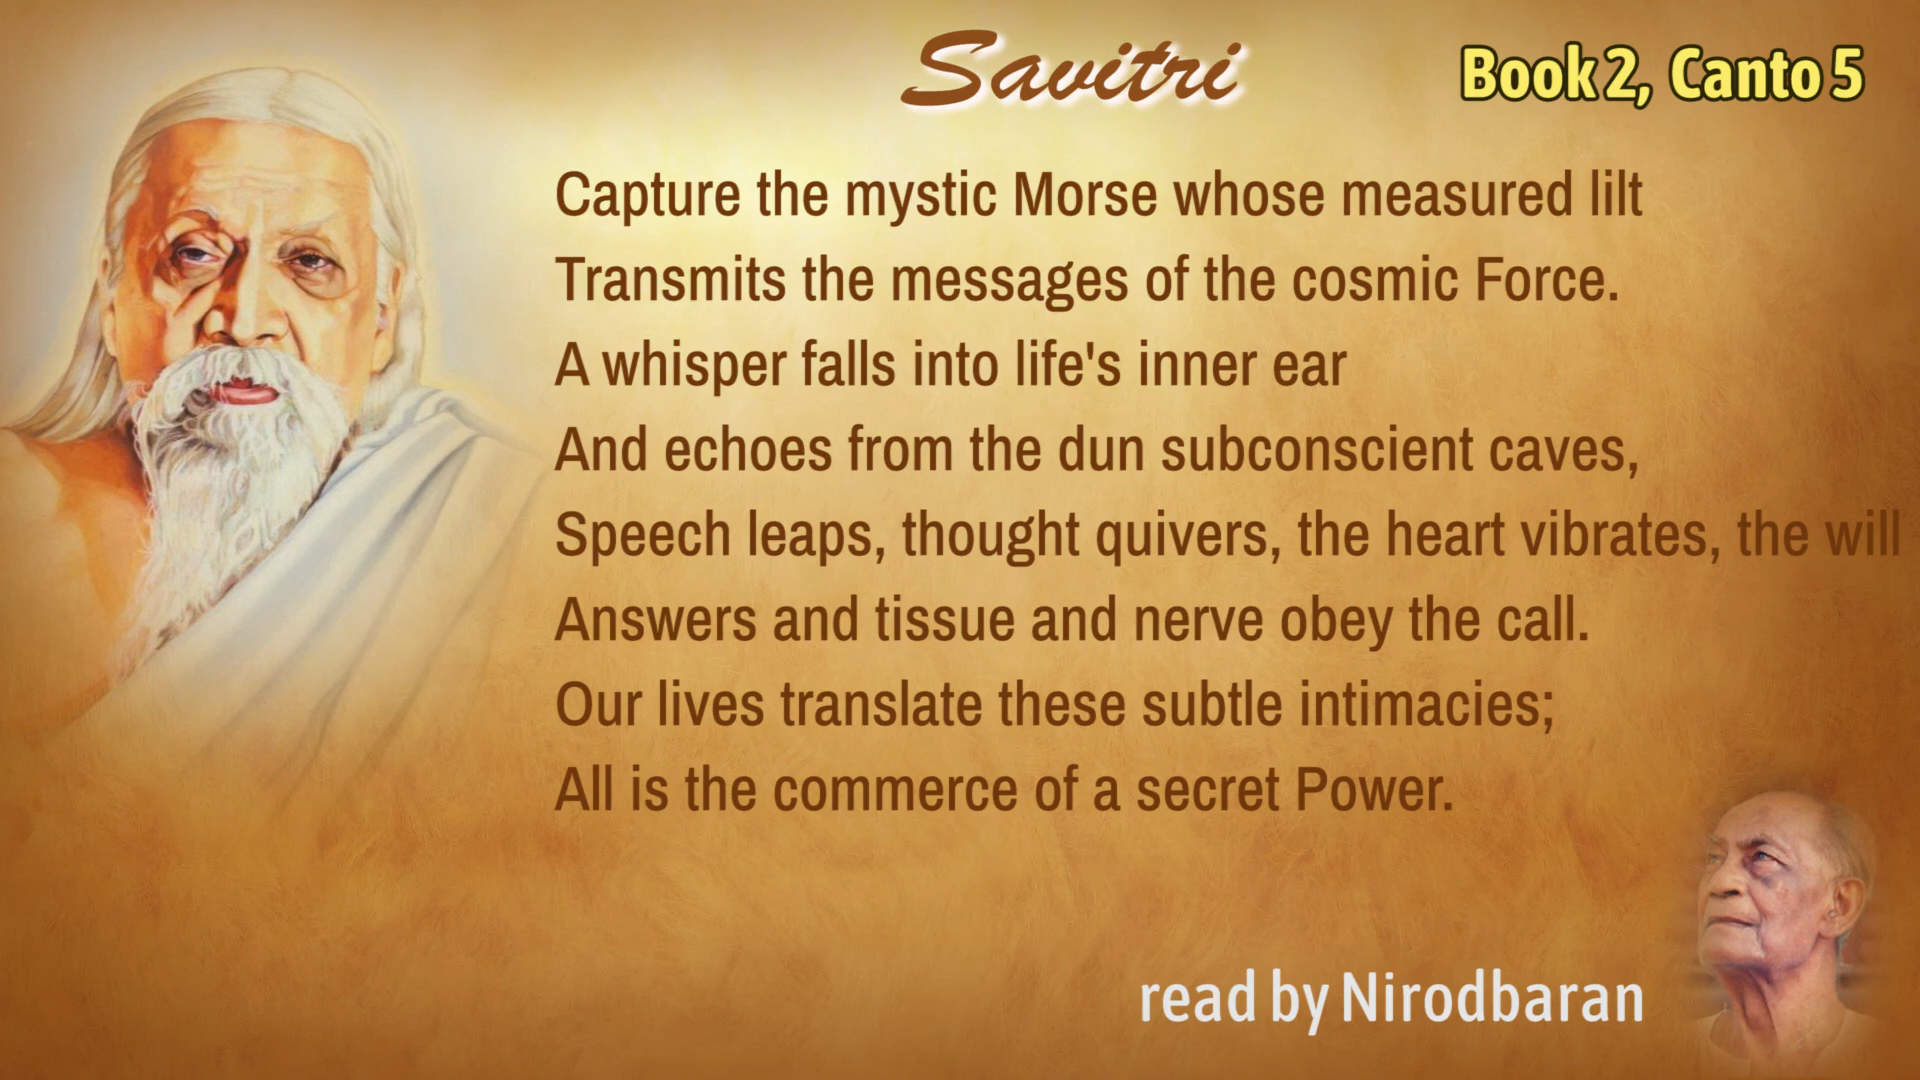 Savitri
Book 2, Canto 5
Capture the mystic Morse whose measured lilt
Transmits the messages of the cosmic Force.
A whisper falls into life's inner ear
And echoes from the dun subconscient caves,
Speech leaps, thought quivers, the heart vibrates, the will
Answers and tissue and nerve obey the call.
Our lives translate these subtle intimacies;
All is the commerce of a secret Power.
read by Nirodbaran